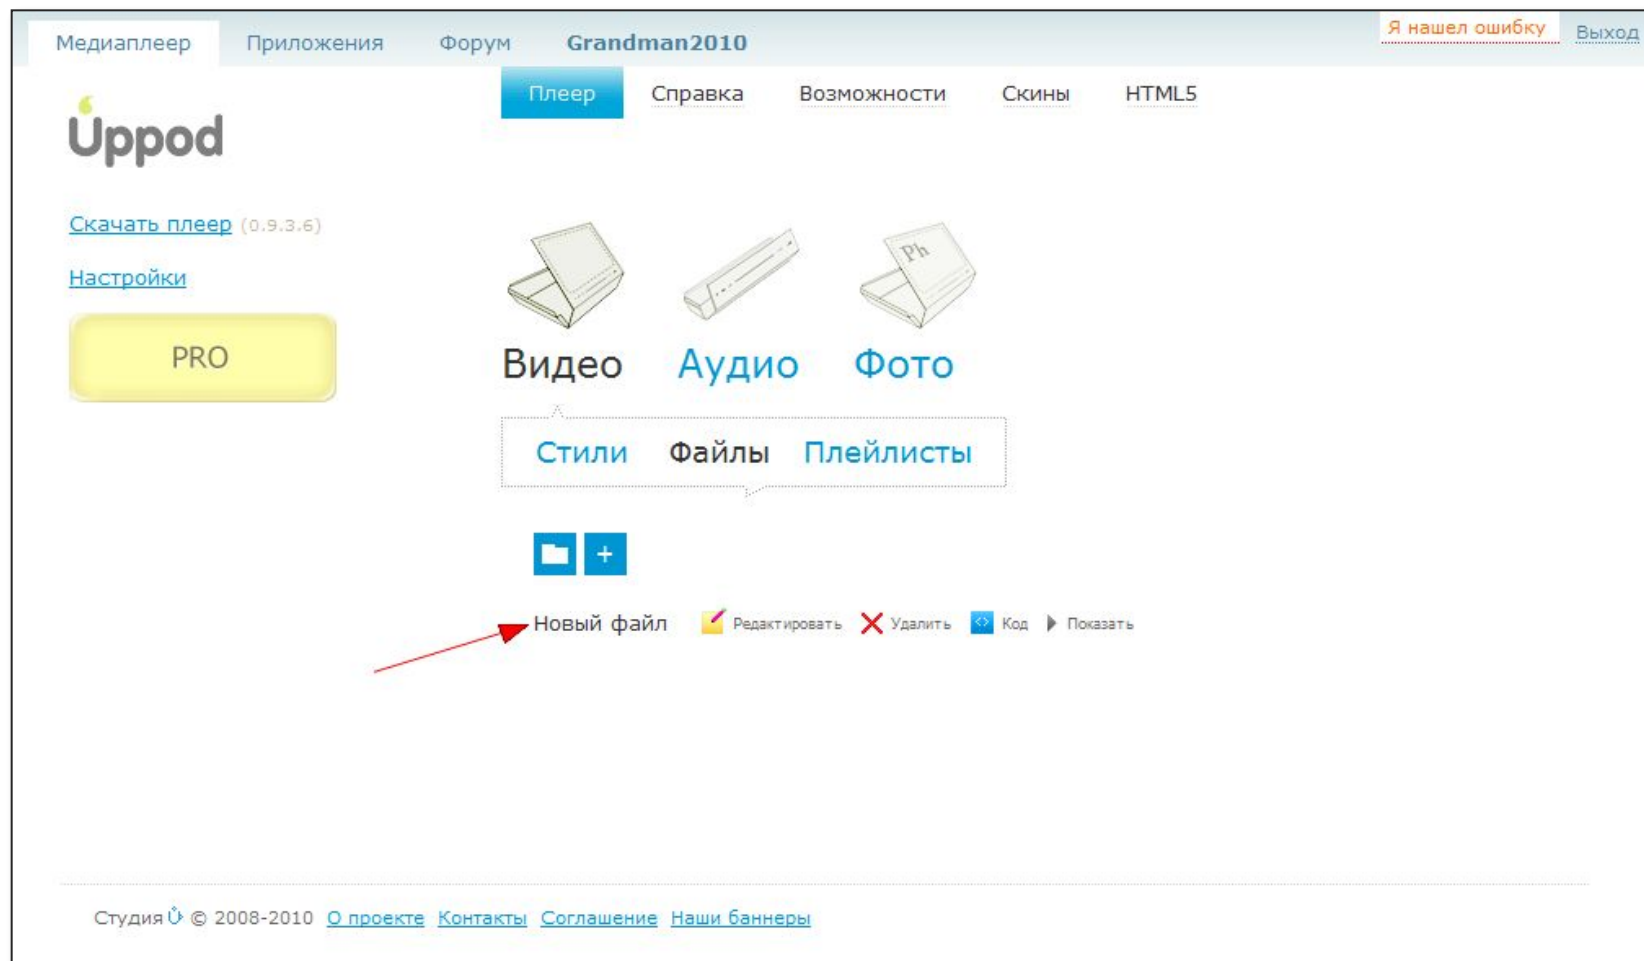 Медиаплеер Приложения Форум Grandman2010 Я нашел ошибку Выход
Плеер Справка Возможности Скины HTML5
Uppod
Скачать плеер (0.9.3.6)
Настройки
PRO
Ph
Видео Аудио Фото
Стили Файлы Плейлисты
+
Новый файл Редактировать Удалить <> Код Показать
Студия Ů © 2008-2010 О проекте Контакты Соглашение Наши баннеры